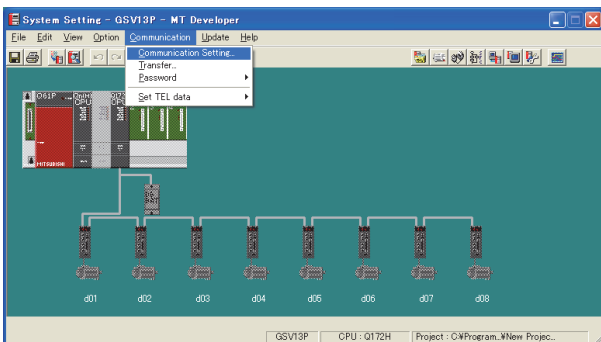 System Setting - GSV13P - MT Developer
File Edit View Option Communication Update Help
Communication Setting...
Transfer...
Password
Set TEL data
Q61P
CPU
CPU
MITSUBISHI
d01 d02 d03 d04 d05 d06 d07 d08
GSV13P CPU : Q172H Project : C:¥Program..¥New Projec...